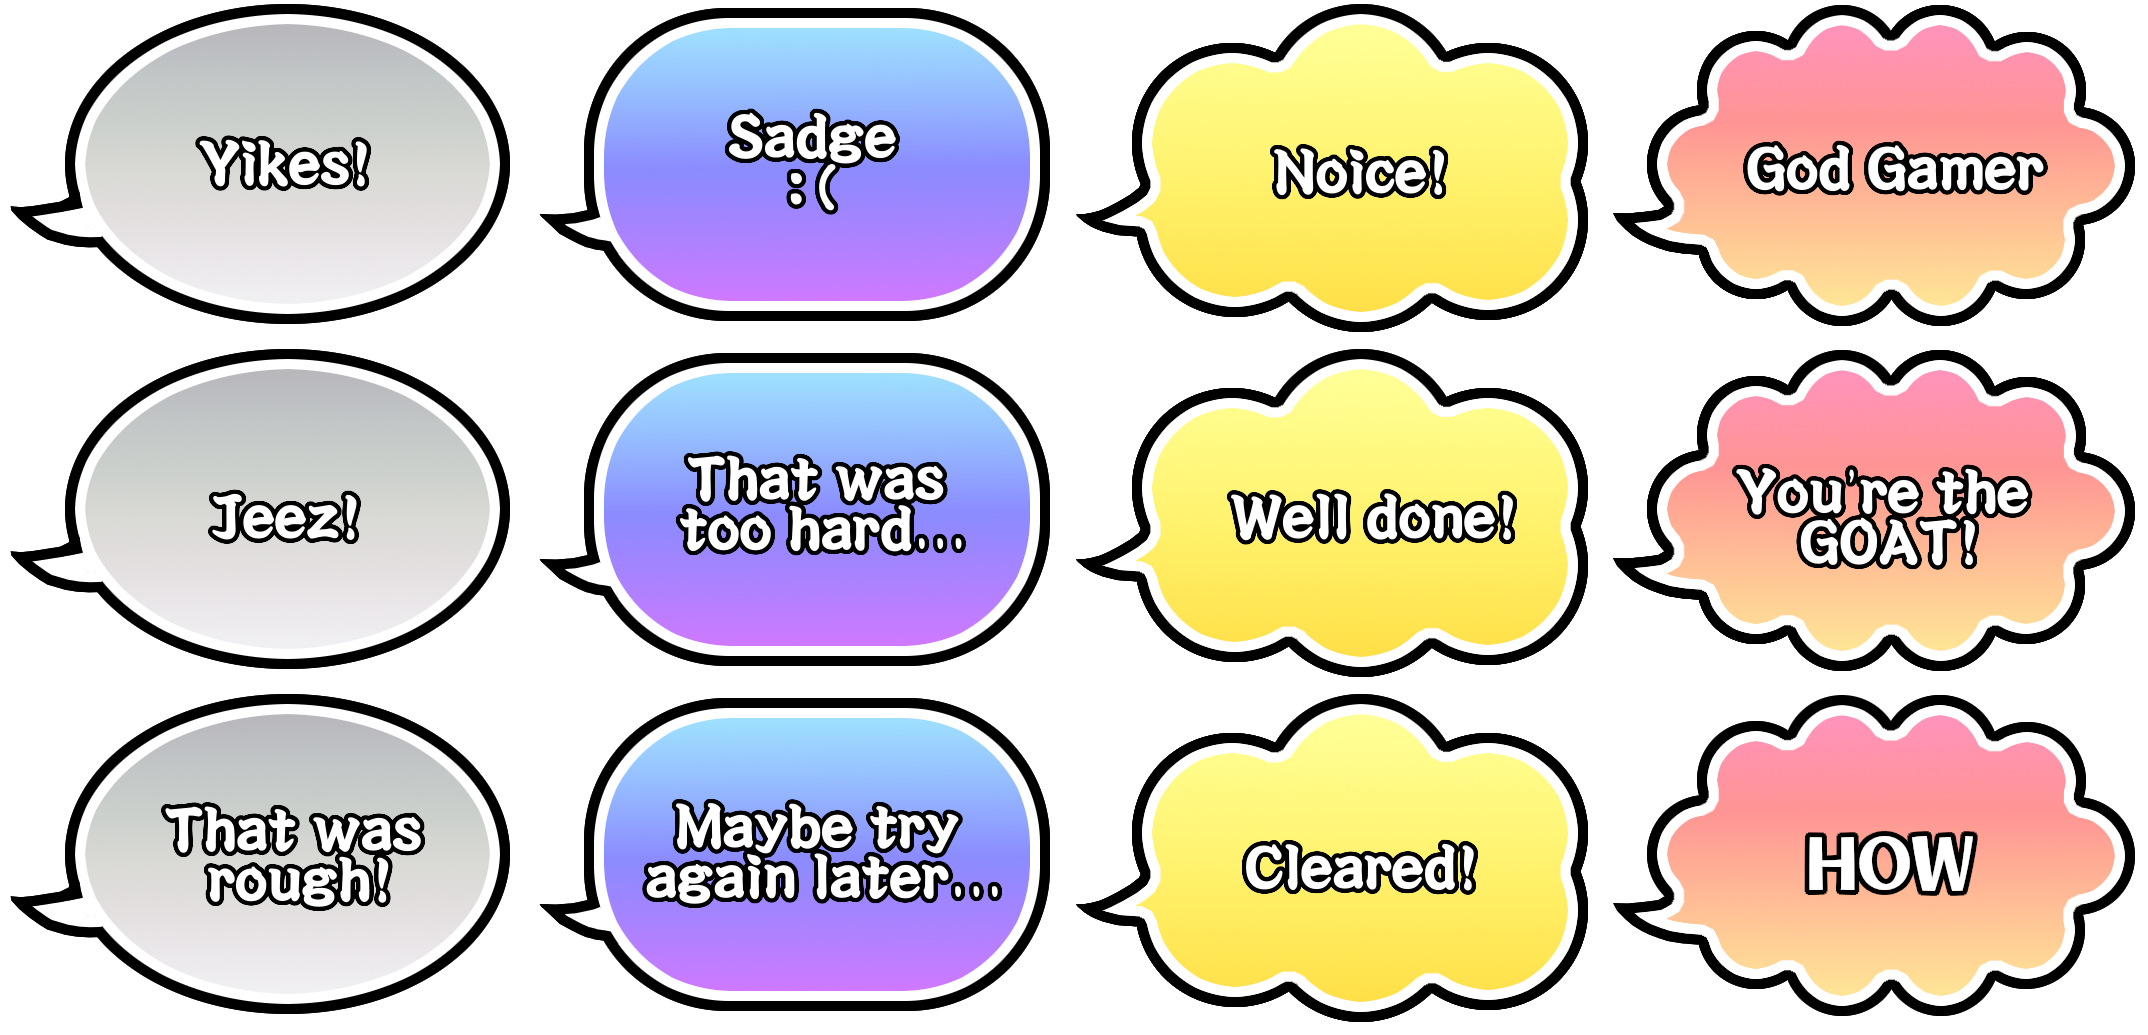 Yikes!
Sadge
:(
Noice!
God Gamer
Jeez!
That was
too hard...
Well done!
You're the
GOAT!
That was
rough!
Maybe try
again later...
Cleared!
HOW